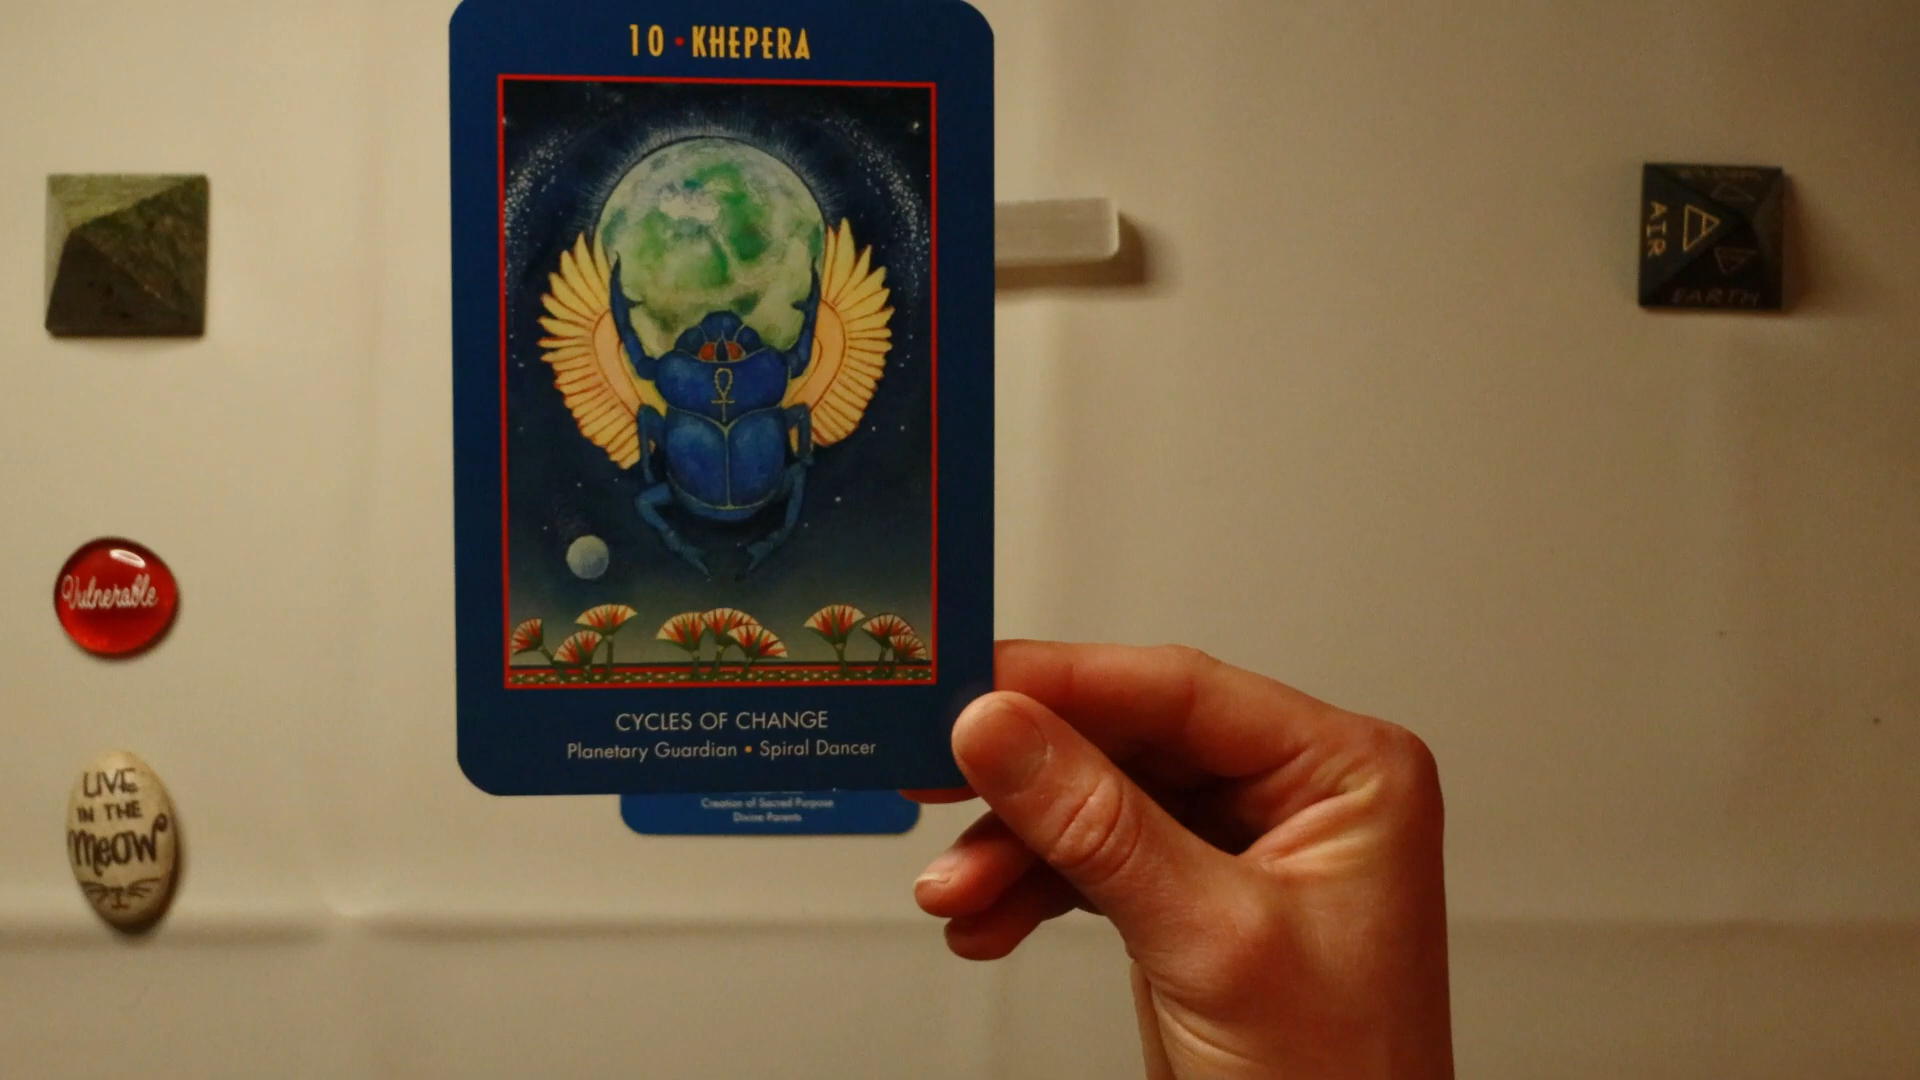 10 • KHEPERA
CYCLES OF CHANGE
Planetary Guardian • Spiral Dancer
Creation of Sacred Purpose
Divine Parents
Vulnerable
LIVE
IN THE
MEOW
AIR
EARTH